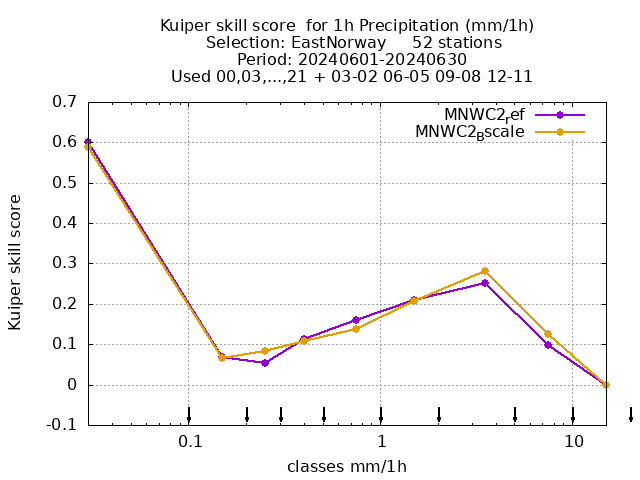 Kuiper skill score  for 1h Precipitation (mm/1h)
Selection: EastNorway     52 stations
Period: 20240601-20240630
Used 00,03,...,21 + 03-02 06-05 09-08 12-11
0.7
0.6
0.5
0.4
0.3
0.2
0.1
0
-0.1
Kuiper skill score
MNWC2ref
MNWC2Bscale
0.1 1 10
classes mm/1h